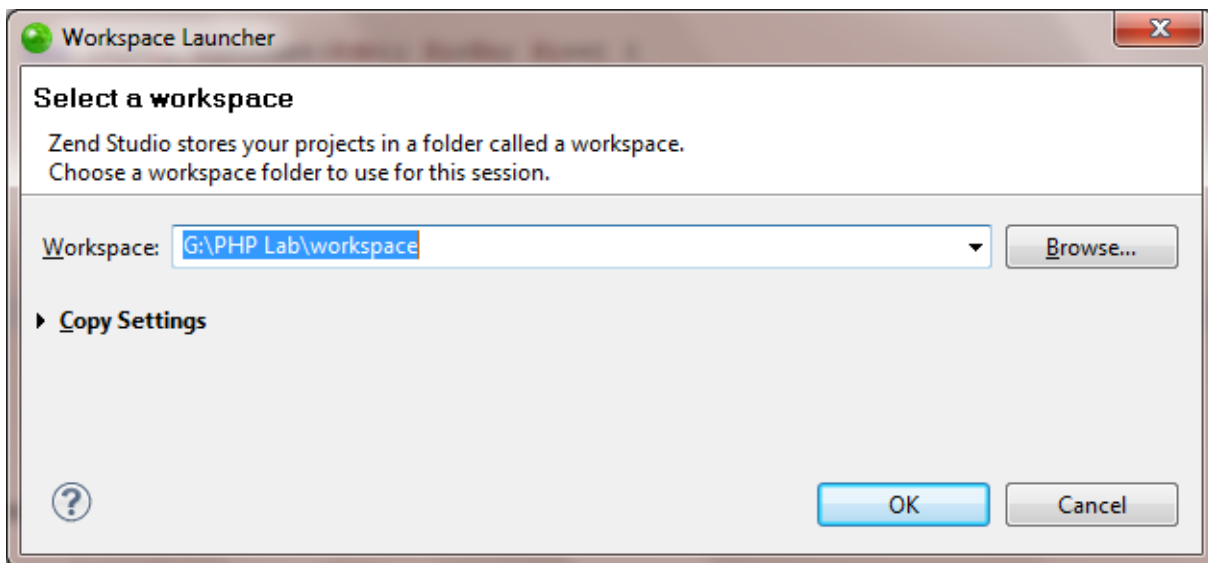 Workspace Launcher
Select a workspace
Zend Studio stores your projects in a folder called a workspace.
Choose a workspace folder to use for this session.
Workspace: G:\PHP Lab\workspace Browse...
Copy Settings
? OK Cancel